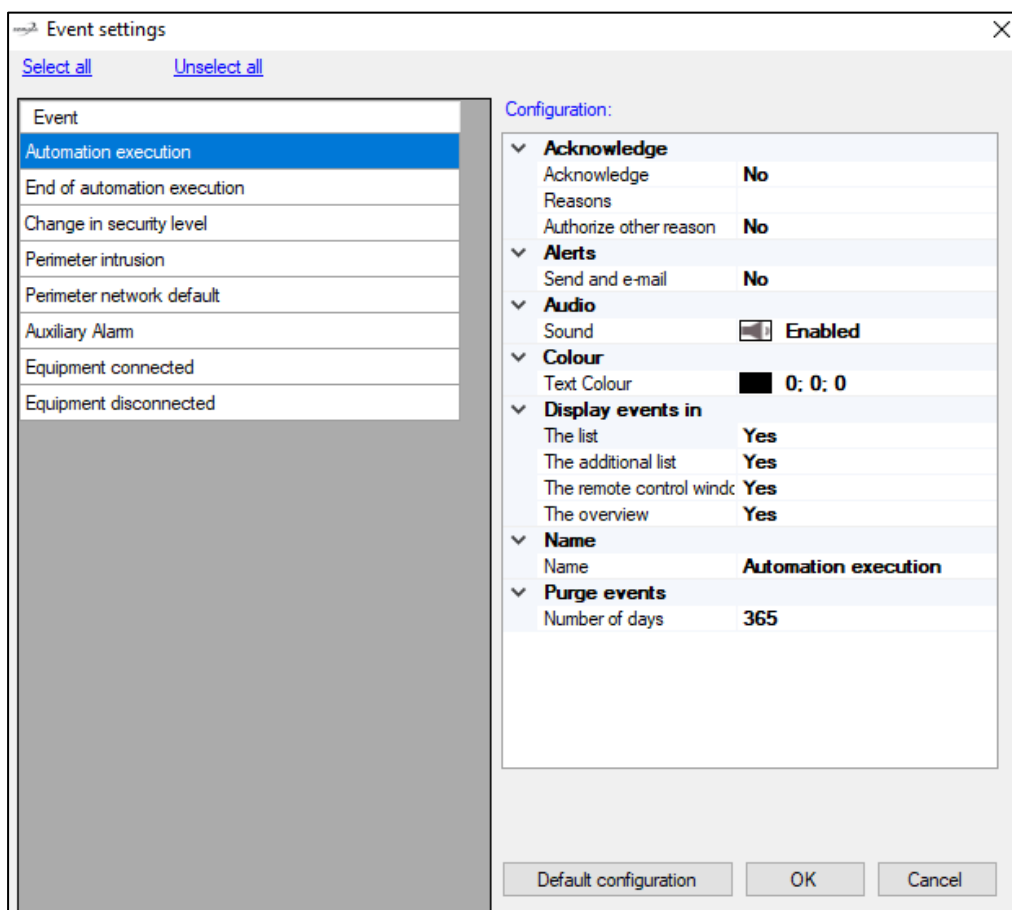 Event settings
Select all Unselect all
Event
Automation execution
End of automation execution
Change in security level
Perimeter intrusion
Perimeter network default
Auxiliary Alarm
Equipment connected
Equipment disconnected
Configuration:
Acknowledge
Acknowledge No
Reasons
Authorize other reason No
Alerts
Send and e-mail No
Audio
Sound Enabled
Colour
Text Colour 0; 0; 0
Display events in
The list Yes
The additional list Yes
The remote control windo Yes
The overview Yes
Name
Name Automation execution
Purge events
Number of days 365
Default configuration OK Cancel